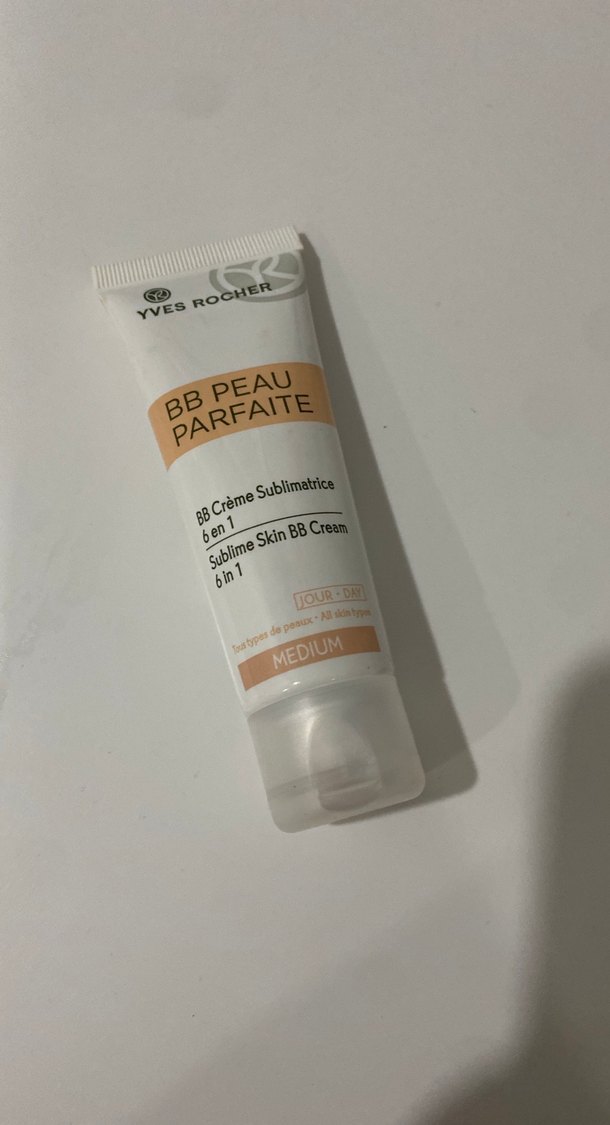 YVES ROCHER
BB PEAU
PARFAITE
BB Crème Sublimatrice
6 en 1
Sublime Skin BB Cream
6 in 1
JOUR • DAY
Tous types de peaux • All skin types
MEDIUM